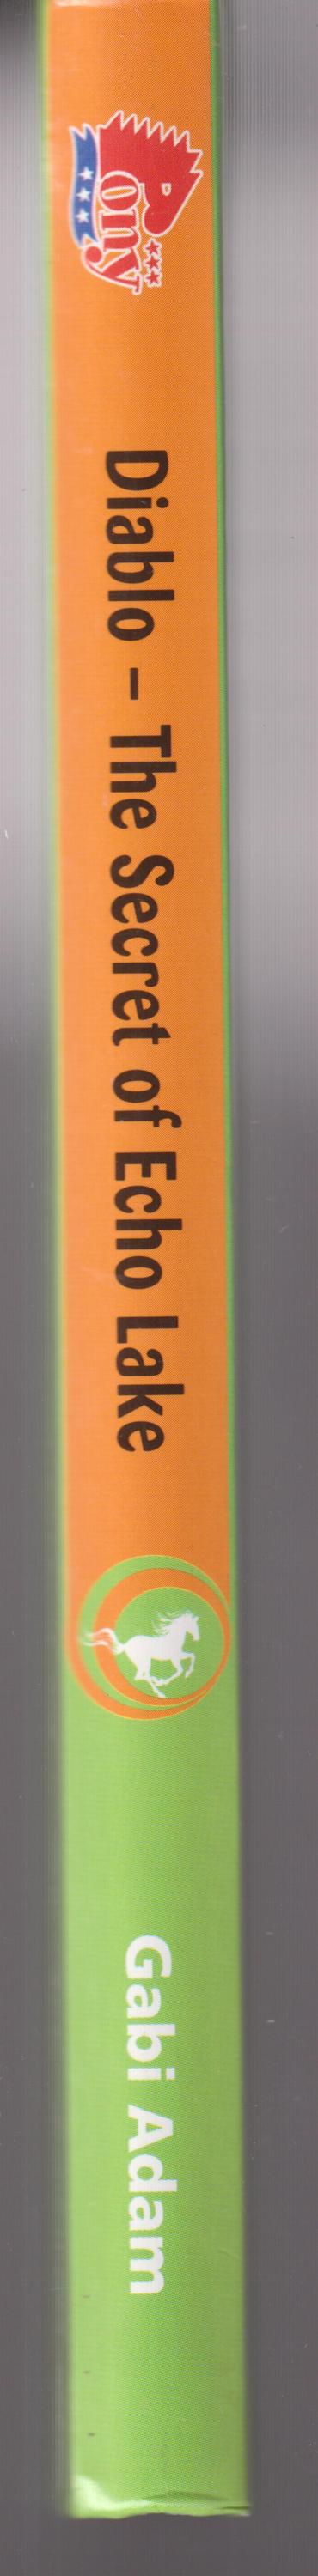 Pony
Diablo – The Secret of Echo Lake
Gabi Adam